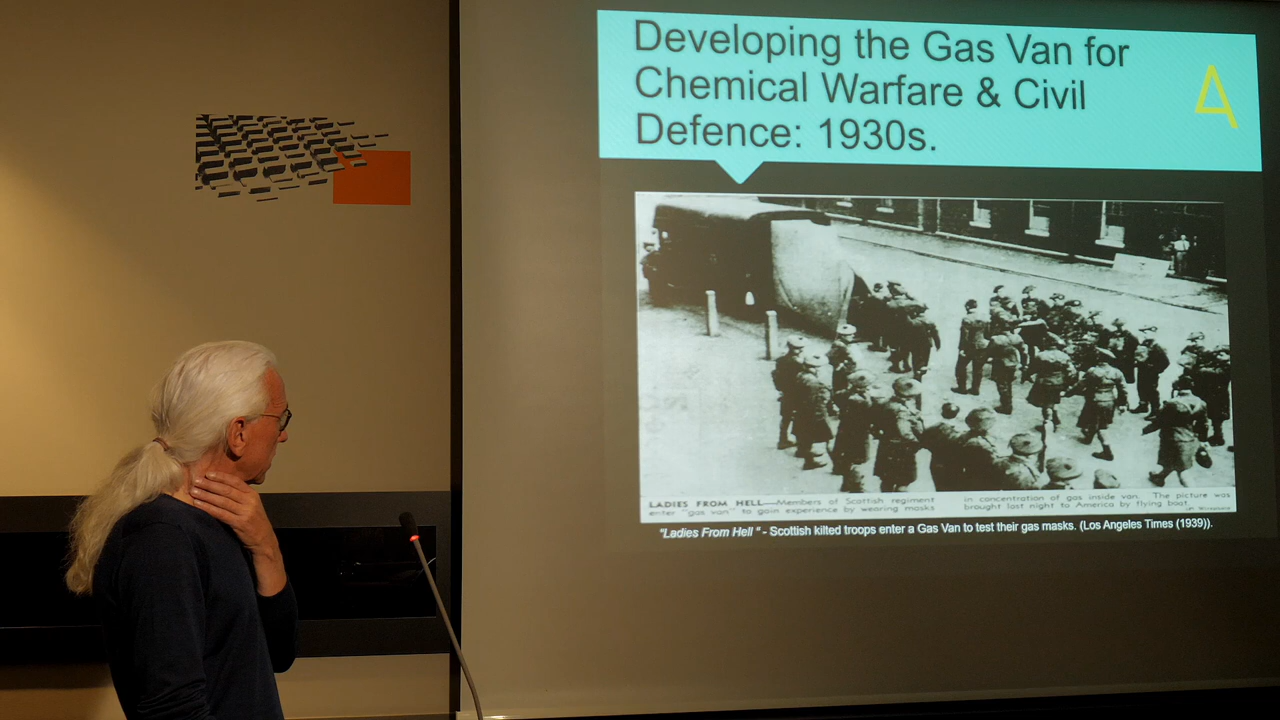 Developing the Gas Van for
Chemical Warfare & Civil
Defence: 1930s.
LADIES FROM HELL—Members of Scottish regiment
enter "gas van" to gain experience by wearing masks
in concentration of gas inside van. The picture was
brought last night to America by flying boat.
"Ladies From Hell" - Scottish kilted troops enter a Gas Van to test their gas masks. (Los Angeles Times (1939)).